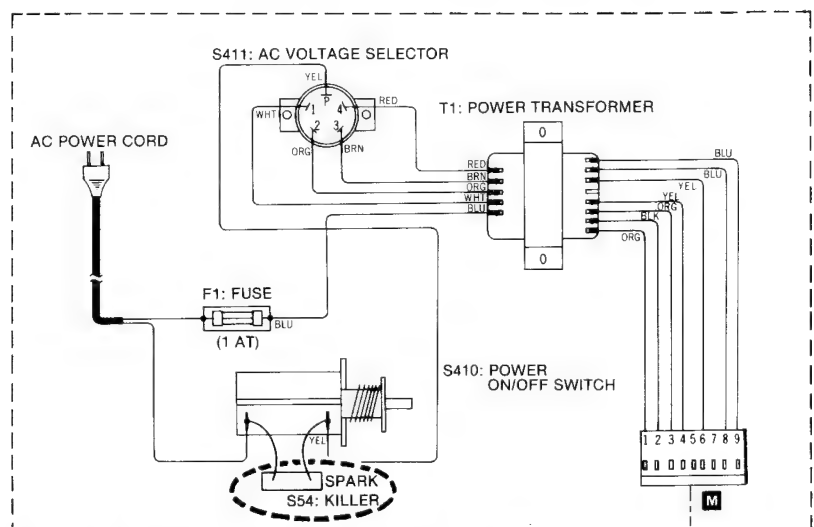 S411: AC VOLTAGE SELECTOR
YEL
P
WHT
1
4
RED
2
3
ORG
BRN
T1: POWER TRANSFORMER
0
AC POWER CORD
RED
BRN
ORG
WHT
BLU
BLU
BLU
YEL
YEL
ORG
BLK
ORG
0
F1: FUSE
BLU
(1 AT)
S410: POWER
ON/OFF SWITCH
YEL
1 2 3 4 5 6 7 8 9
SPARK
S54: KILLER
M